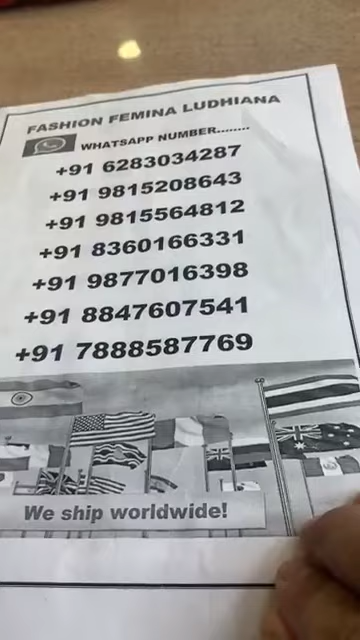 FASHION FEMINA LUDHIANA
WHATSAPP NUMBER........
+91 6283034287
+91 9815208643
+91 9815564812
+91 8360166331
+91 9877016398
+91 8847607541
+91 7888587769
We ship worldwide!